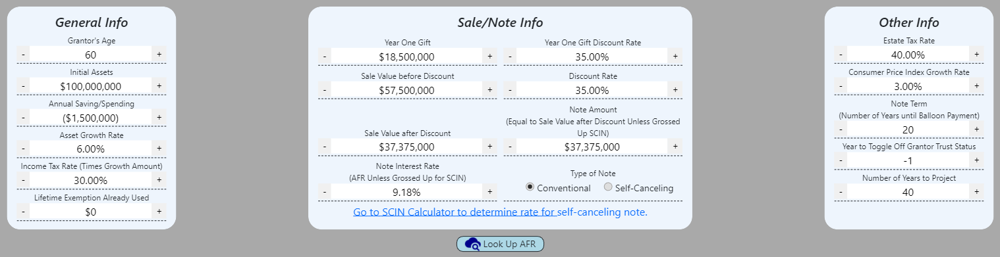 General Info
Grantor's Age
- 60 +
Initial Assets
- $100,000,000 +
Annual Saving/Spending
- ($1,500,000) +
Asset Growth Rate
- 6.00% +
Income Tax Rate (Times Growth Amount)
- 30.00% +
Lifetime Exemption Already Used
- $0 +
Sale/Note Info
Year One Gift
- $18,500,000 +
Year One Gift Discount Rate
- 35.00% +
Sale Value before Discount
- $57,500,000 +
Discount Rate
- 35.00% +
Sale Value after Discount
- $37,375,000 +
Note Amount
(Equal to Sale Value after Discount Unless Grossed
Up SCIN)
- $37,375,000 +
Note Interest Rate
(AFR Unless Grossed Up for SCIN)
- 9.18% +
Type of Note
Conventional Self-Canceling
Go to SCIN Calculator to determine rate for self-canceling note.
Look Up AFR
Other Info
Estate Tax Rate
- 40.00% +
Consumer Price Index Growth Rate
- 3.00% +
Note Term
(Number of Years until Balloon Payment)
- 20 +
Year to Toggle Off Grantor Trust Status
- -1 +
Number of Years to Project
- 40 +